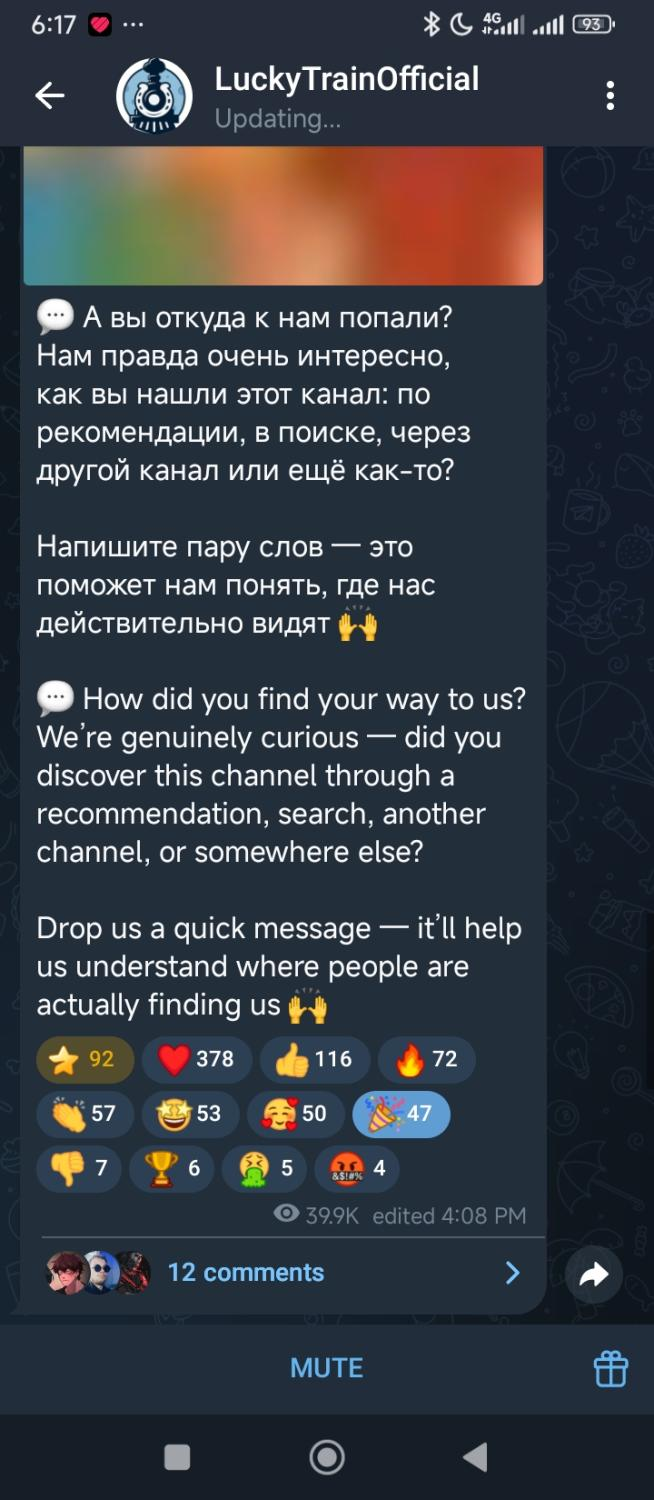 6:17
4G
93
LuckyTrainOfficial
Updating...
А вы откуда к нам попали?
Нам правда очень интересно,
как вы нашли этот канал: по
рекомендации, в поиске, через
другой канал или ещё как-то?
Напишите пару слов — это
поможет нам понять, где нас
действительно видят 🙌
💬 How did you find your way to us?
We’re genuinely curious — did you
discover this channel through a
recommendation, search, another
channel, or somewhere else?
Drop us a quick message — it’ll help
us understand where people are
actually finding us 🙌
⭐ 92 ❤️ 378 👍 116 🔥 72
👏 57 🤩 53 🥰 50 🎉 47
👎 7 🏆 6 🤮 5 🤬 4
39.9K edited 4:08 PM
12 comments
MUTE